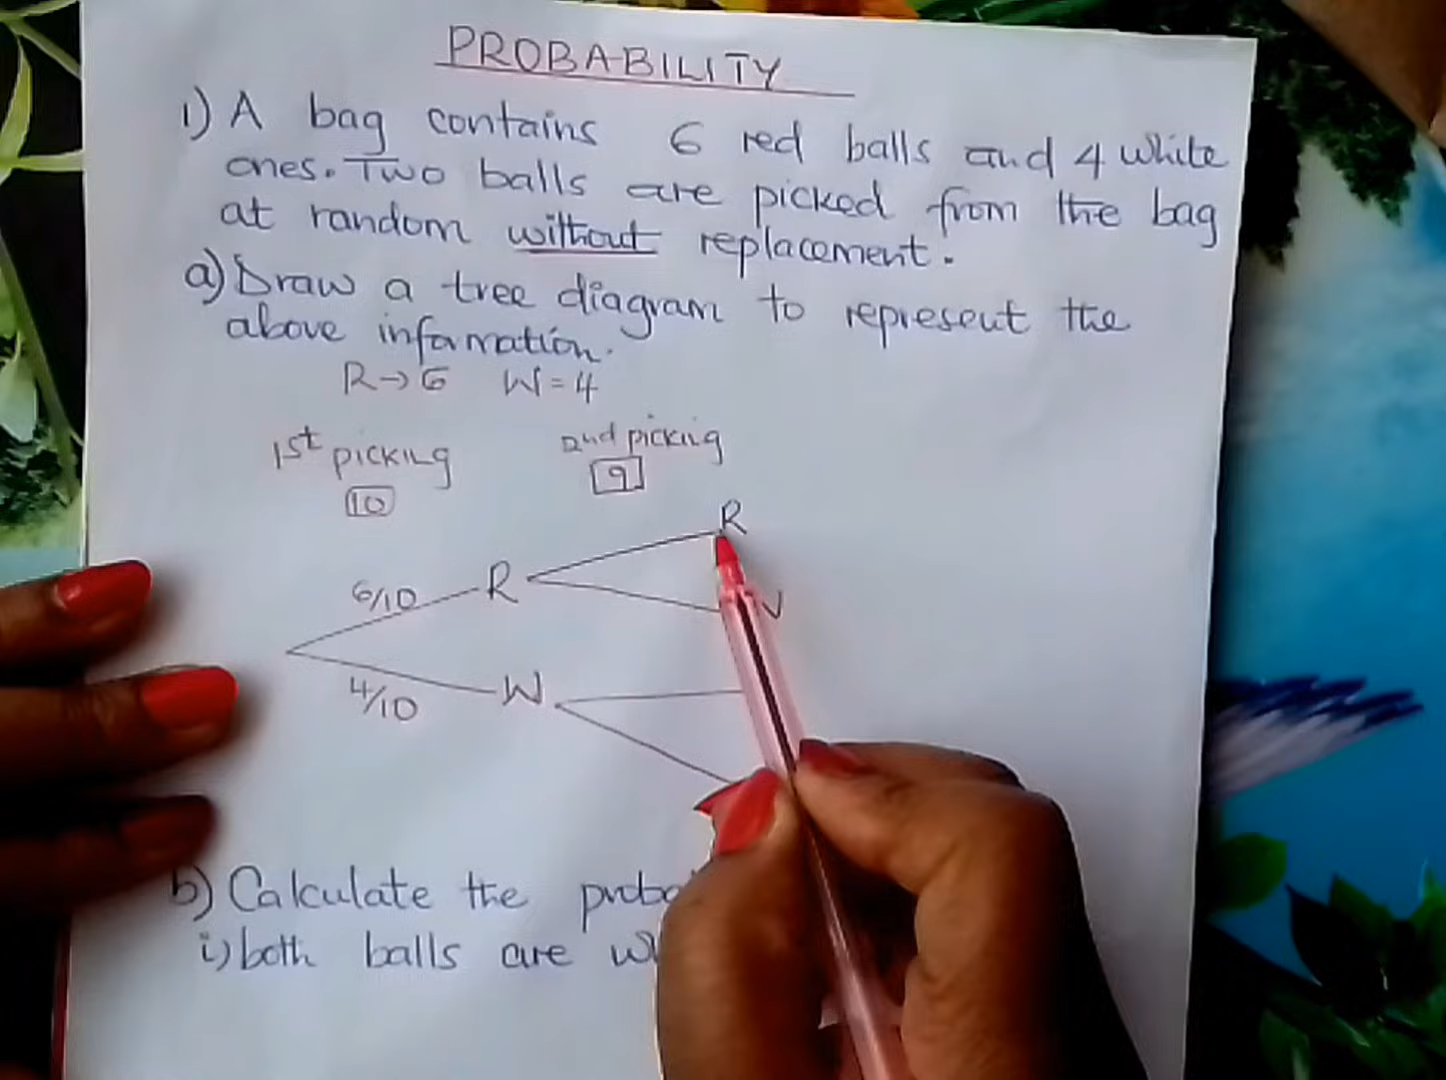 PROBABILITY
1) A bag contains 6 red balls and 4 white
ones. Two balls are picked from the bag
at random without replacement.
a) Draw a tree diagram to represent the
above information.
R→6 W=4
1st picking 2nd picking
10 9
R
6/10 R
4/10 W
b) Calculate the
i) both balls are